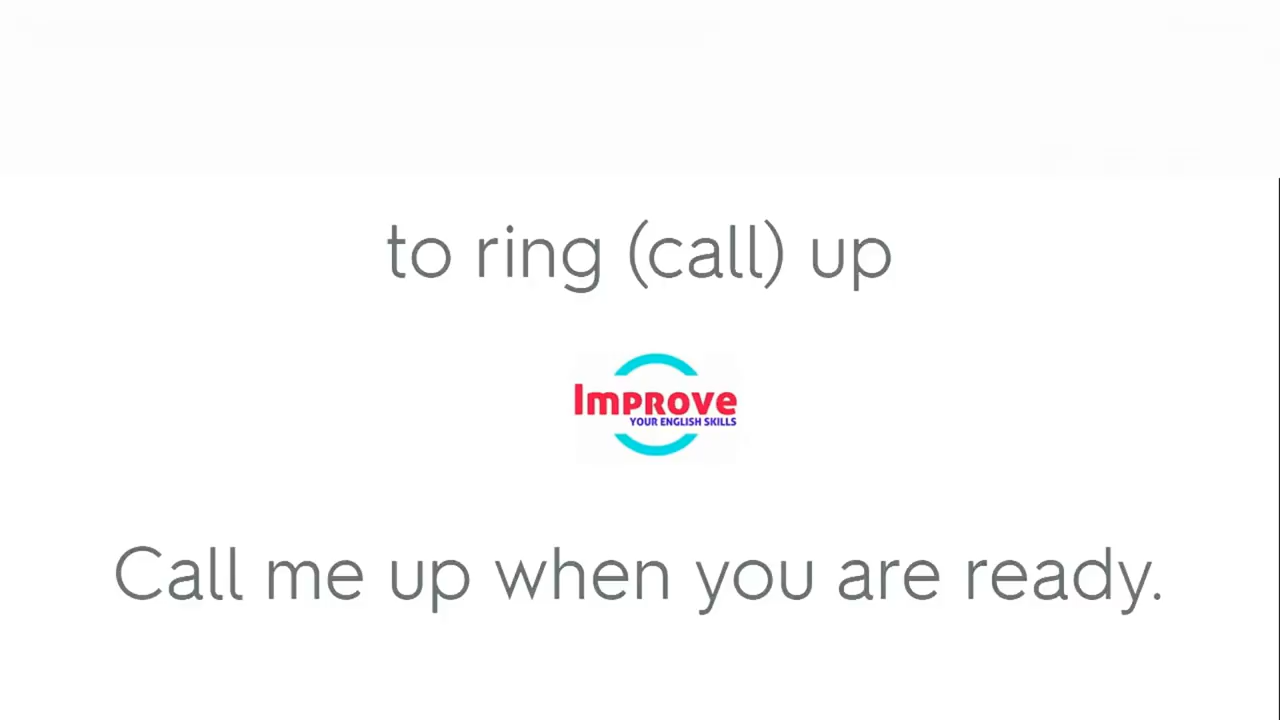 to ring (call) up
Improve
YOUR ENGLISH SKILLS
Call me up when you are ready.